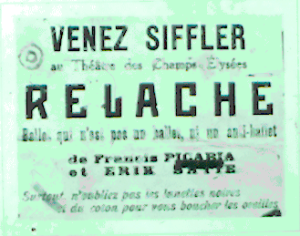 VENEZ SIFFLER
au Théâtre des Champs Elysées
RELACHE
Ballet qui n'est pas un ballet, ni un anti-ballet
de Francis PICABIA
et ERIK SATIE
Surtout n'oubliez pas les lunettes noires
et du coton pour vous boucher les oreilles